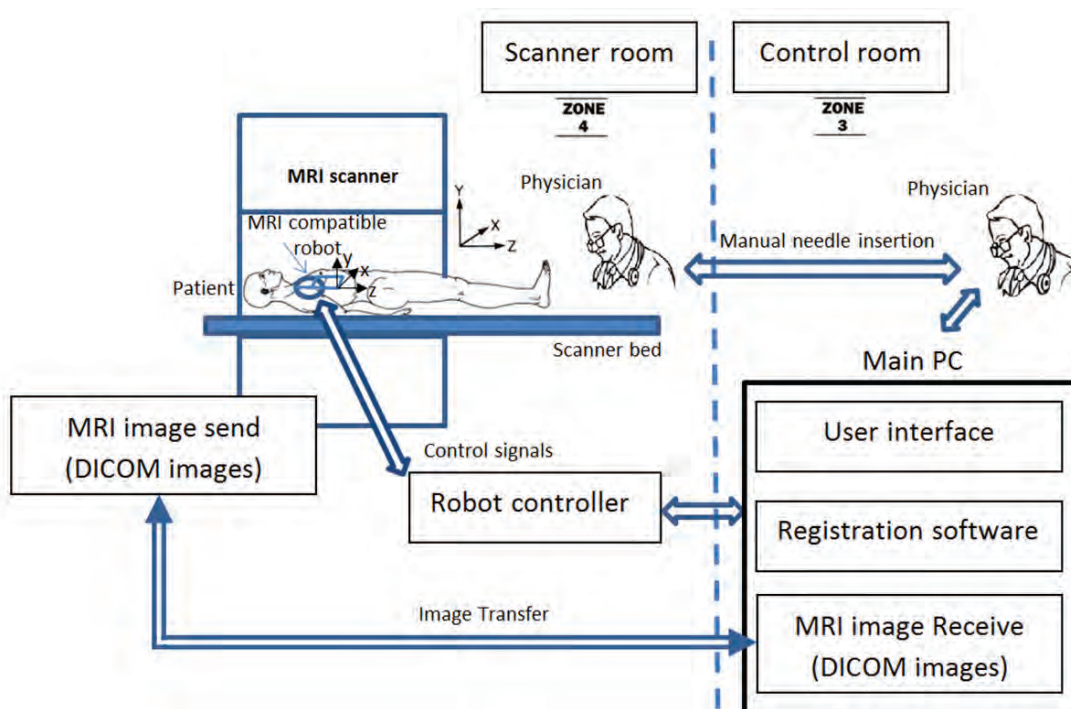 Scanner room
Control room
ZONE
4
ZONE
3
MRI scanner
Physician
Physician
MRI compatible
robot
Y
X
Z
y
x
z
Manual needle insertion
Patient
Scanner bed
Main PC
MRI image send
(DICOM images)
User interface
Control signals
Robot controller
Registration software
Image Transfer
MRI image Receive
(DICOM images)